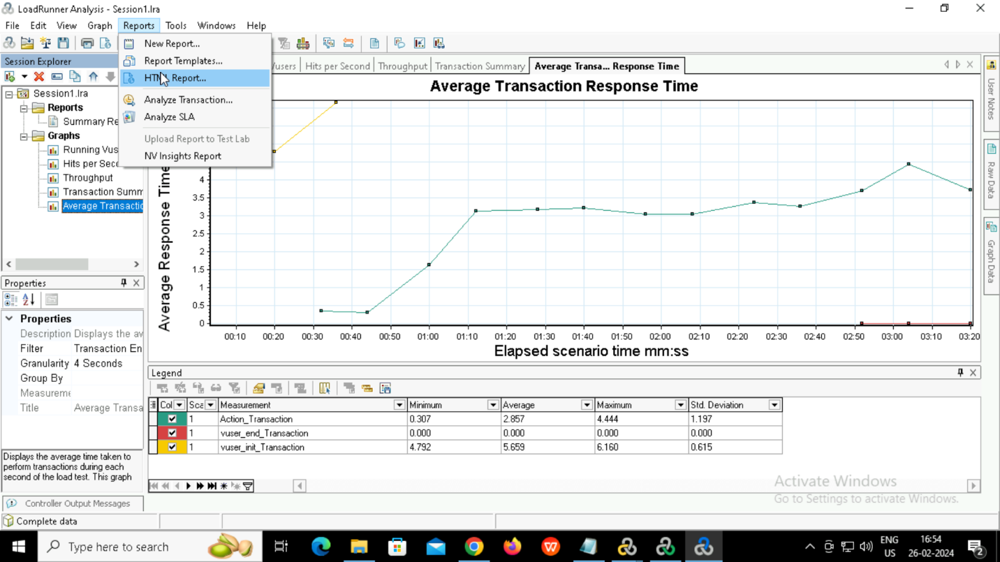 LoadRunner Analysis - Session1.lra
File Edit View Graph Reports Tools Windows Help
New Report...
Report Templates...
HTML Report...
Analyze Transaction...
Analyze SLA
Upload Report to Test Lab
NV Insights Report
Session Explorer
Session1.lra
Reports
Summary Re
Graphs
Running Vus
Hits per Seco
Throughput
Transaction Summ
Average Transactio
/users Hits per Second Throughput Transaction Summary Average Transa... Response Time
Average Transaction Response Time
Average Response Time
4
3.5
3
2.5
2
1.5
1
0.5
0
00:10 00:20 00:30 00:40 00:50 01:00 01:10 01:20 01:30 01:40 01:50 02:00 02:10 02:20 02:30 02:40 02:50 03:00 03:10 03:20
Elapsed scenario time mm:ss
User Notes
Raw Data
Graph Data
Properties
Properties
Description Displays the av
Filter Transaction En
Granularity 4 Seconds
Group By
Measureme
Title Average Transa
Displays the average time taken to
perform transactions during each
second of the load test. This graph
Controller Output Messages
Complete data
Legend
Col Sca Measurement Minimum Average Maximum Std. Deviation
1 Action_Transaction 0.307 2.857 4.444 1.197
1 vuser_end_Transaction 0.000 0.000 0.000 0.000
1 vuser_init_Transaction 4.792 5.659 6.160 0.615
Activate Windows
Go to Settings to activate Windows.
Type here to search
ENG
US
16:54
26-02-2024
2